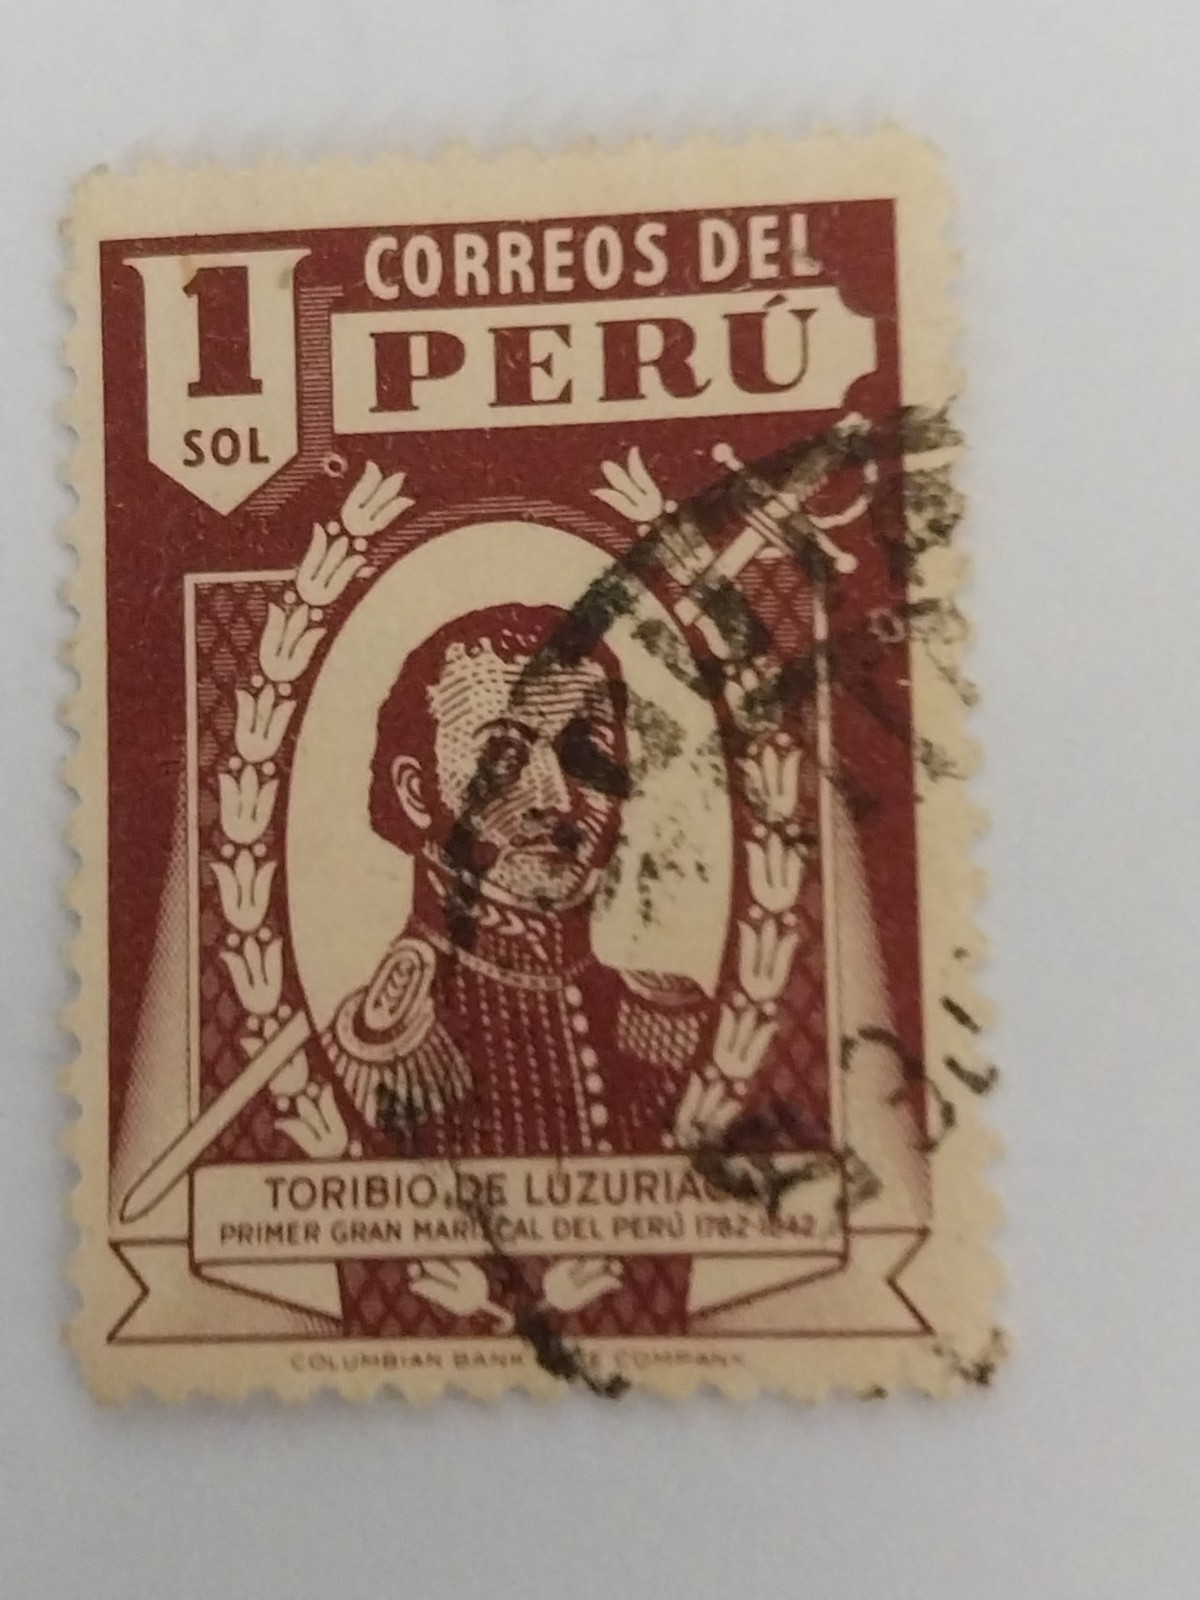 CORREOS DEL
PERÚ
1
SOL
TORIBIO DE LUZURIAGA
PRIMER GRAN MARISCAL DEL PERÚ 1782-1842
COLUMBIAN BANK NOTE COMPANY